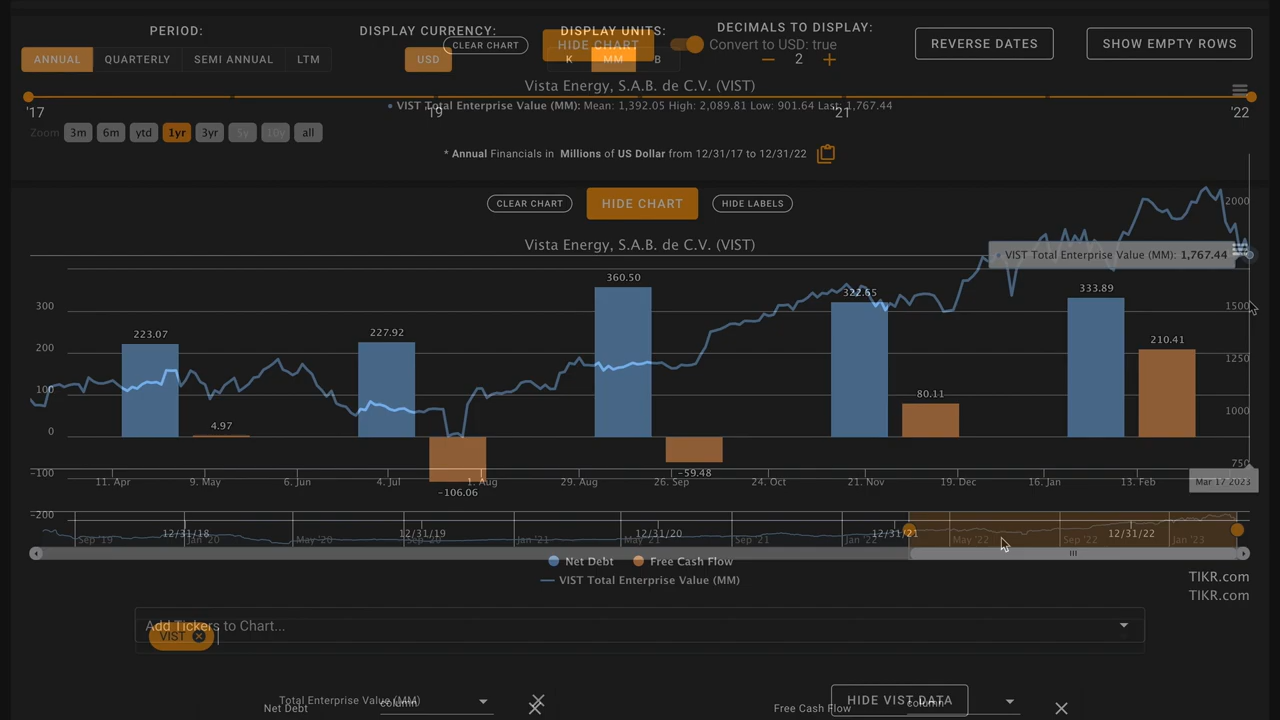 PERIOD: DISPLAY CURRENCY: DISPLAY UNITS: DECIMALS TO DISPLAY:
CLEAR CHART HIDE CHART Convert to USD: true REVERSE DATES SHOW EMPTY ROWS
ANNUAL QUARTERLY SEMI ANNUAL LTM USD K MM B − 2 +
Vista Energy, S.A.B. de C.V. (VIST)
VIST Total Enterprise Value (MM): Mean: 1,392.05 High: 2,089.81 Low: 901.64 Last: 1,767.44
'17 '19 '21 '22
Zoom 3m 6m ytd 1yr 3yr 5y 10y all
* Annual Financials in Millions of US Dollar from 12/31/17 to 12/31/22
CLEAR CHART HIDE CHART HIDE LABELS
2000
Vista Energy, S.A.B. de C.V. (VIST)
VIST Total Enterprise Value (MM): 1,767.44
360.50
333.89
322.65
300 1500
223.07 227.92 210.41
200 1250
100 80.11 1000
4.97
0
−100 −59.48 750
11. Apr 9. May 6. Jun 4. Jul 1. Aug 29. Aug 26. Sep 24. Oct 21. Nov 19. Dec 16. Jan 13. Feb Mar 17 2023
−106.06
−200
12/31/18 12/31/19 12/31/20 12/31/21 12/31/22
Sep '19 Jan '20 May '20 Sep '20 Jan '21 May '21 Sep '21 Jan '22 May '22 Sep '22 Jan '23
Net Debt Free Cash Flow
VIST Total Enterprise Value (MM)
TIKR.com
TIKR.com
Add Tickers to Chart...
VIST
Total Enterprise Value (MM) HIDE VIST DATA
Net Debt column Free Cash Flow column